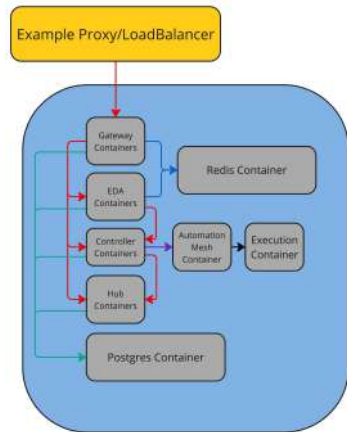 Example Proxy/LoadBalancer
Gateway
Containers
Redis Container
EDA
Containers
Controller
Containers
Automation
Mesh
Container
Execution
Container
Hub
Containers
Postgres Container